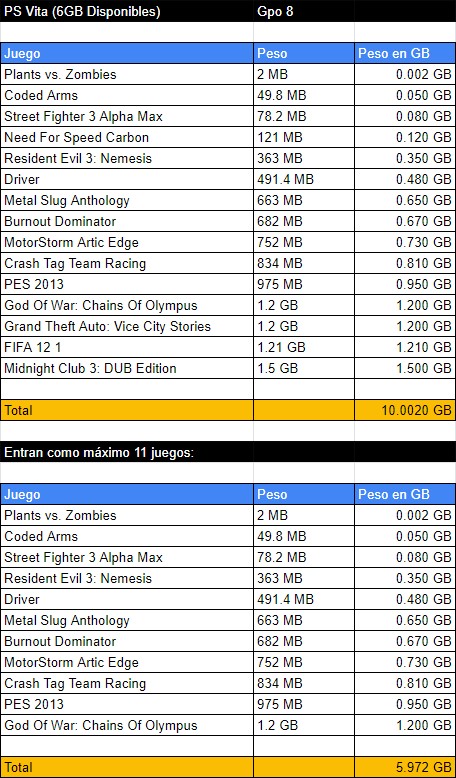 PS Vita (6GB Disponibles) Gpo 8
Juego Peso Peso en GB
Plants vs. Zombies 2 MB 0.002 GB
Coded Arms 49.8 MB 0.050 GB
Street Fighter 3 Alpha Max 78.2 MB 0.080 GB
Need For Speed Carbon 121 MB 0.120 GB
Resident Evil 3: Nemesis 363 MB 0.350 GB
Driver 491.4 MB 0.480 GB
Metal Slug Anthology 663 MB 0.650 GB
Burnout Dominator 682 MB 0.670 GB
MotorStorm Artic Edge 752 MB 0.730 GB
Crash Tag Team Racing 834 MB 0.810 GB
PES 2013 975 MB 0.950 GB
God Of War: Chains Of Olympus 1.2 GB 1.200 GB
Grand Theft Auto: Vice City Stories 1.2 GB 1.200 GB
FIFA 12 1 1.21 GB 1.210 GB
Midnight Club 3: DUB Edition 1.5 GB 1.500 GB
Total 10.0020 GB
Entran como máximo 11 juegos:
Juego Peso Peso en GB
Plants vs. Zombies 2 MB 0.002 GB
Coded Arms 49.8 MB 0.050 GB
Street Fighter 3 Alpha Max 78.2 MB 0.080 GB
Resident Evil 3: Nemesis 363 MB 0.350 GB
Driver 491.4 MB 0.480 GB
Metal Slug Anthology 663 MB 0.650 GB
Burnout Dominator 682 MB 0.670 GB
MotorStorm Artic Edge 752 MB 0.730 GB
Crash Tag Team Racing 834 MB 0.810 GB
PES 2013 975 MB 0.950 GB
God Of War: Chains Of Olympus 1.2 GB 1.200 GB
Total 5.972 GB